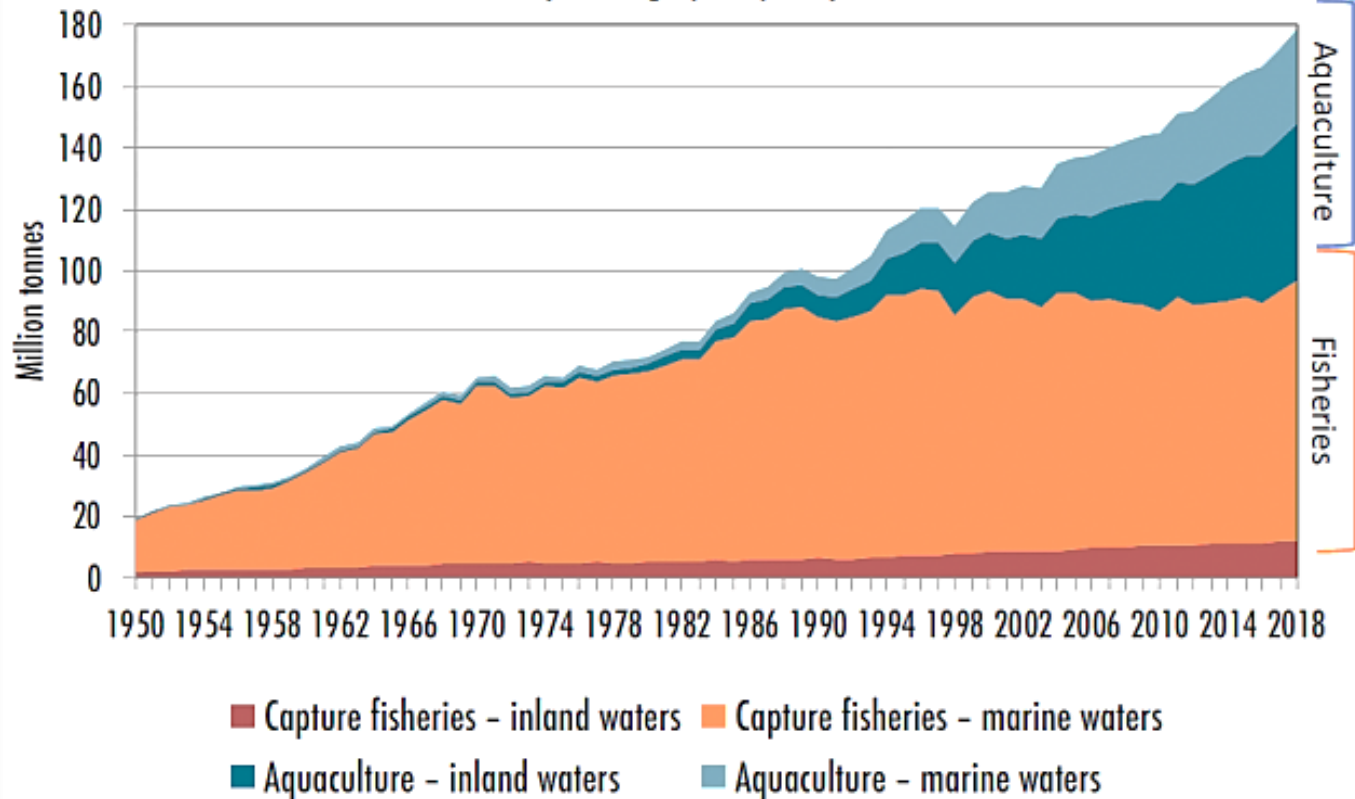 180
160
140
120
100
80
60
40
20
0
Million tonnes
1950 1954 1958 1962 1966 1970 1974 1978 1982 1986 1990 1994 1998 2002 2006 2010 2014 2018
Aquaculture
Fisheries
Capture fisheries – inland waters Capture fisheries – marine waters
Aquaculture – inland waters Aquaculture – marine waters